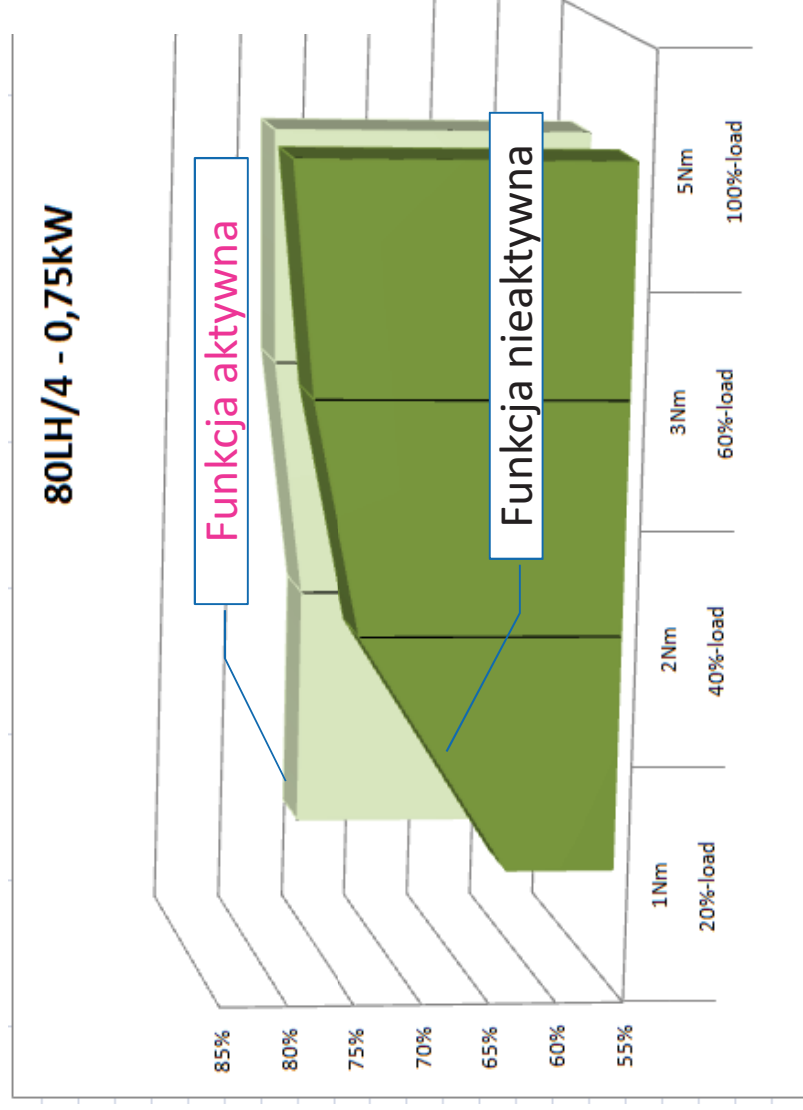 80LH/4 - 0,75kW
Funkcja aktywna
Funkcja nieaktywna
85%
80%
75%
70%
65%
60%
55%
1Nm
2Nm
3Nm
5Nm
20%-load
40%-load
60%-load
100%-load